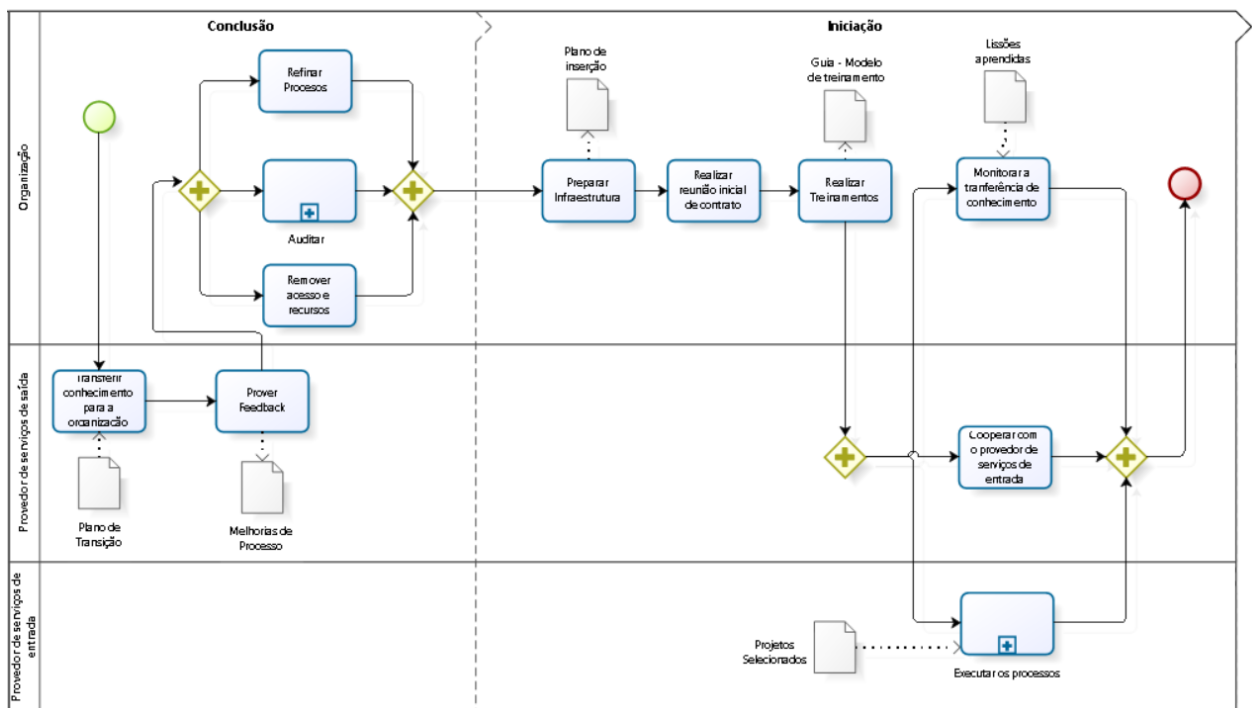 Conclusão
Iniciação
Organização
Refinar
Procesos
Auditar
Remover
acesso e
recursos
Plano de
inserção
Preparar
Infraestrutura
Realizar
reunião inicial
de contrato
Guia - Modelo
de treinamento
Realizar
Treinamentos
Lissões
aprendidas
Monitorar a
tranferência de
conhecimento
Provedor de serviços de saída
Transferir
conhecimento
para a
organização
Prover
Feedback
Plano de
Transição
Melhorias de
Processo
Cooperar com
o provedor de
serviços de
entrada
Provedor de serviços de
entrada
Projetos
Selecionados
Executar os processos